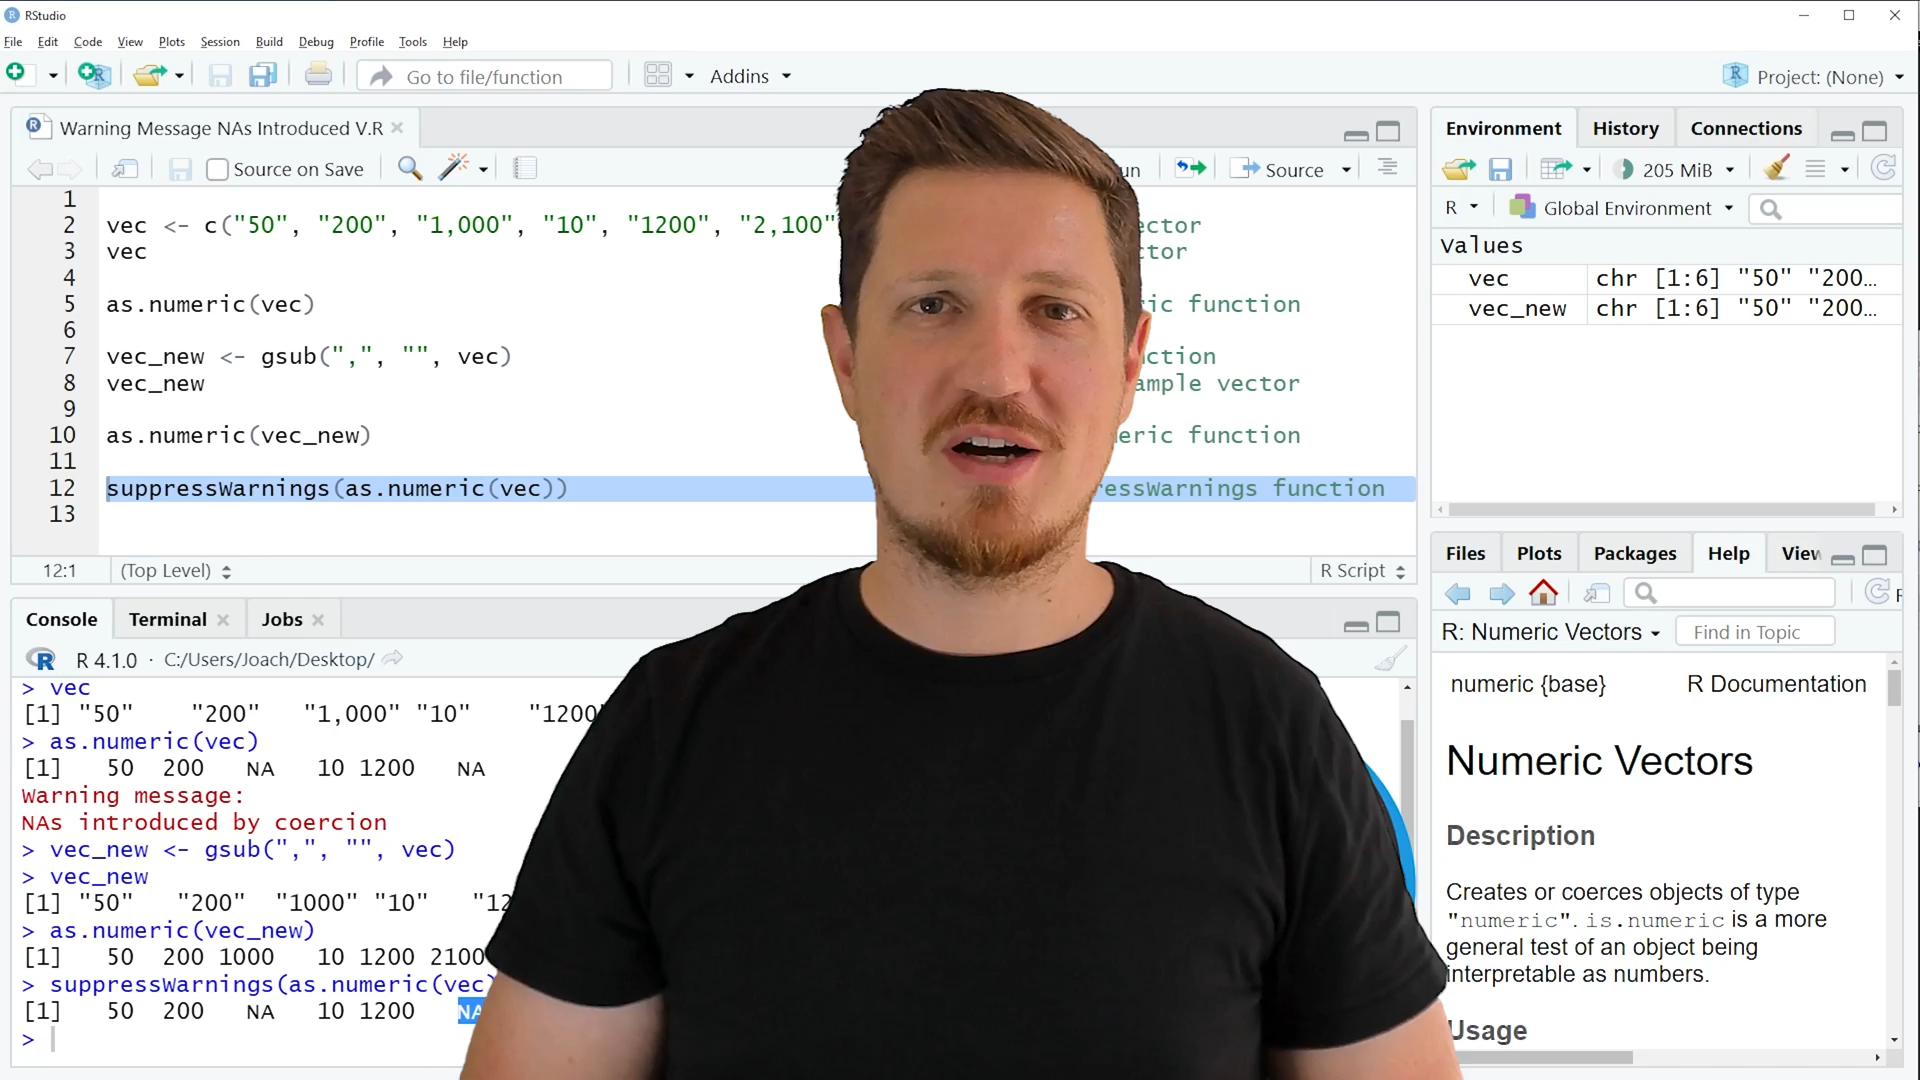 RStudio
File Edit Code View Plots Session Build Debug Profile Tools Help
Go to file/function
Addins
Project: (None)
Warning Message NAs Introduced V.R
Source on Save
Source
1
2 vec <- c("50", "200", "1,000", "10", "1200", "2,100"
3 vec
4
5 as.numeric(vec)
6
7 vec_new <- gsub(",", "", vec)
8 vec_new
9
10 as.numeric(vec_new)
11
12 suppressWarnings(as.numeric(vec))
13
function
vector
function
function
12:1 (Top Level) R Script
Console Terminal Jobs
R 4.1.0 · C:/Users/Joach/Desktop/
> vec
[1] "50" "200" "1,000" "10" "1200
> as.numeric(vec)
[1] 50 200 NA 10 1200 NA
Warning message:
NAs introduced by coercion
> vec_new <- gsub(",", "", vec)
> vec_new
[1] "50" "200" "1000" "10" "12
> as.numeric(vec_new)
[1] 50 200 1000 10 1200 2100
> suppressWarnings(as.numeric(vec
[1] 50 200 NA 10 1200 NA
>
Environment History Connections
205 MiB
R Global Environment
Values
vec chr [1:6] "50" "200…
vec_new chr [1:6] "50" "200…
Files Plots Packages Help
R: Numeric Vectors Find in Topic
numeric {base} R Documentation
Numeric Vectors
Description
Creates or coerces objects of type
"numeric". is.numeric is a more
general test of an object being
interpretable as numbers.
Usage